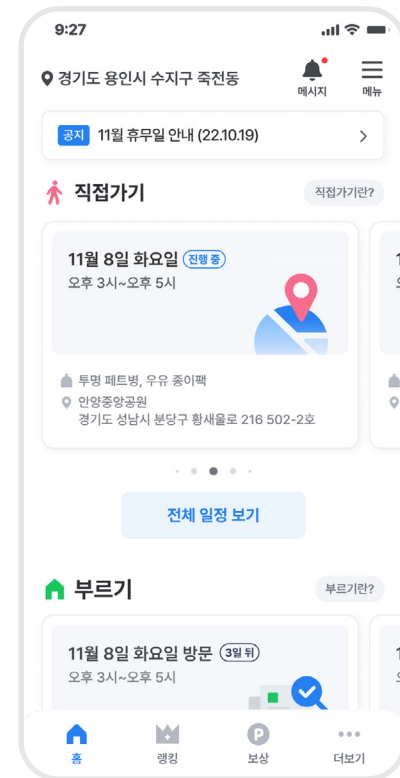 9:27
경기도 용인시 수지구 죽전동
메시지
메뉴
공지 11월 휴무일 안내 (22.10.19)
직접가기
직접가기란?
11월 8일 화요일 진행 중
오후 3시~오후 5시
투명 페트병, 우유 종이팩
안양중앙공원
경기도 성남시 분당구 황새울로 216 502-2호
전체 일정 보기
부르기
부르기란?
11월 8일 화요일 방문 3일 뒤
오후 3시~오후 5시
P
홈
랭킹
보상
더보기